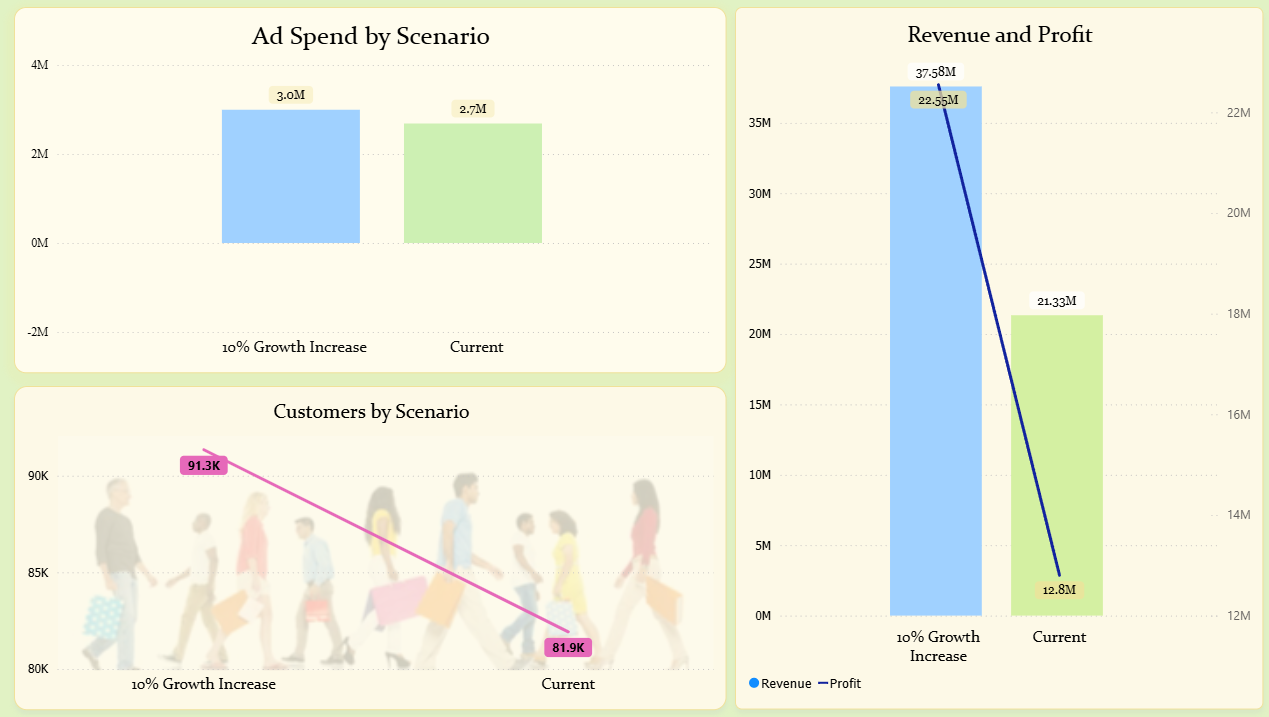 Ad Spend by Scenario
4M
3.0M
2.7M
2M
0M
-2M
10% Growth Increase
Current
Customers by Scenario
91.3K
90K
85K
81.9K
80K
10% Growth Increase
Current
Revenue and Profit
37.58M
22.55M
22M
35M
30M
20M
25M
21.33M
18M
20M
15M
16M
10M
14M
5M
12.8M
0M
12M
10% Growth
Increase
Current
Revenue
Profit